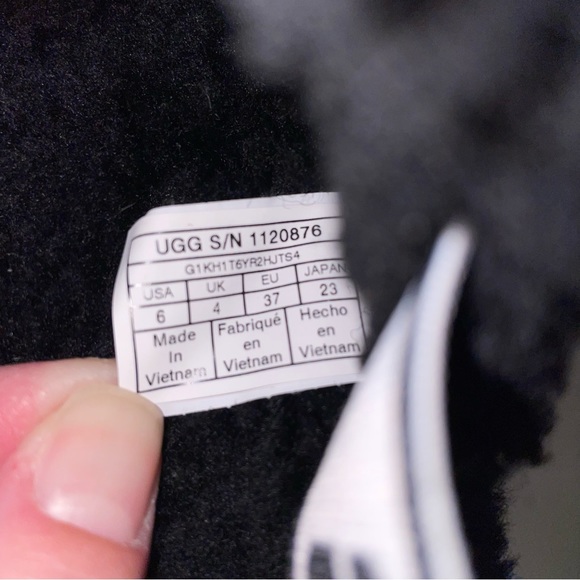 UGG S/N 1120876
G1KH1T6YR2HJTS4
USA UK EU JAPAN
6 4 37 23
Made Fabriqué Hecho
In en en
Vietnam Vietnam Vietnam